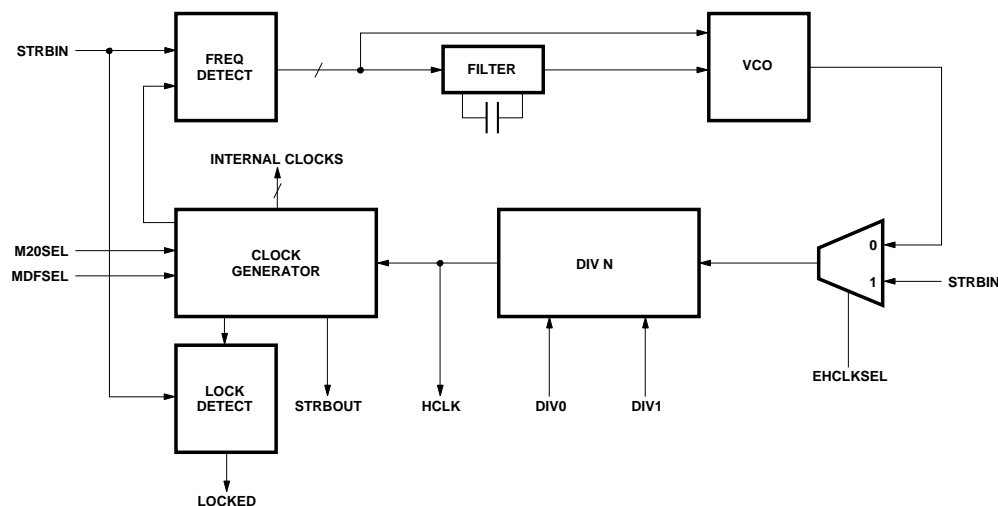 STRBIN
FREQ
DETECT
FILTER
VCO
INTERNAL CLOCKS
M20SEL
MDFSEL
CLOCK
GENERATOR
DIV N
0
1
STRBIN
EHCLKSEL
LOCK
DETECT
STRBOUT
HCLK
DIV0
DIV1
LOCKED